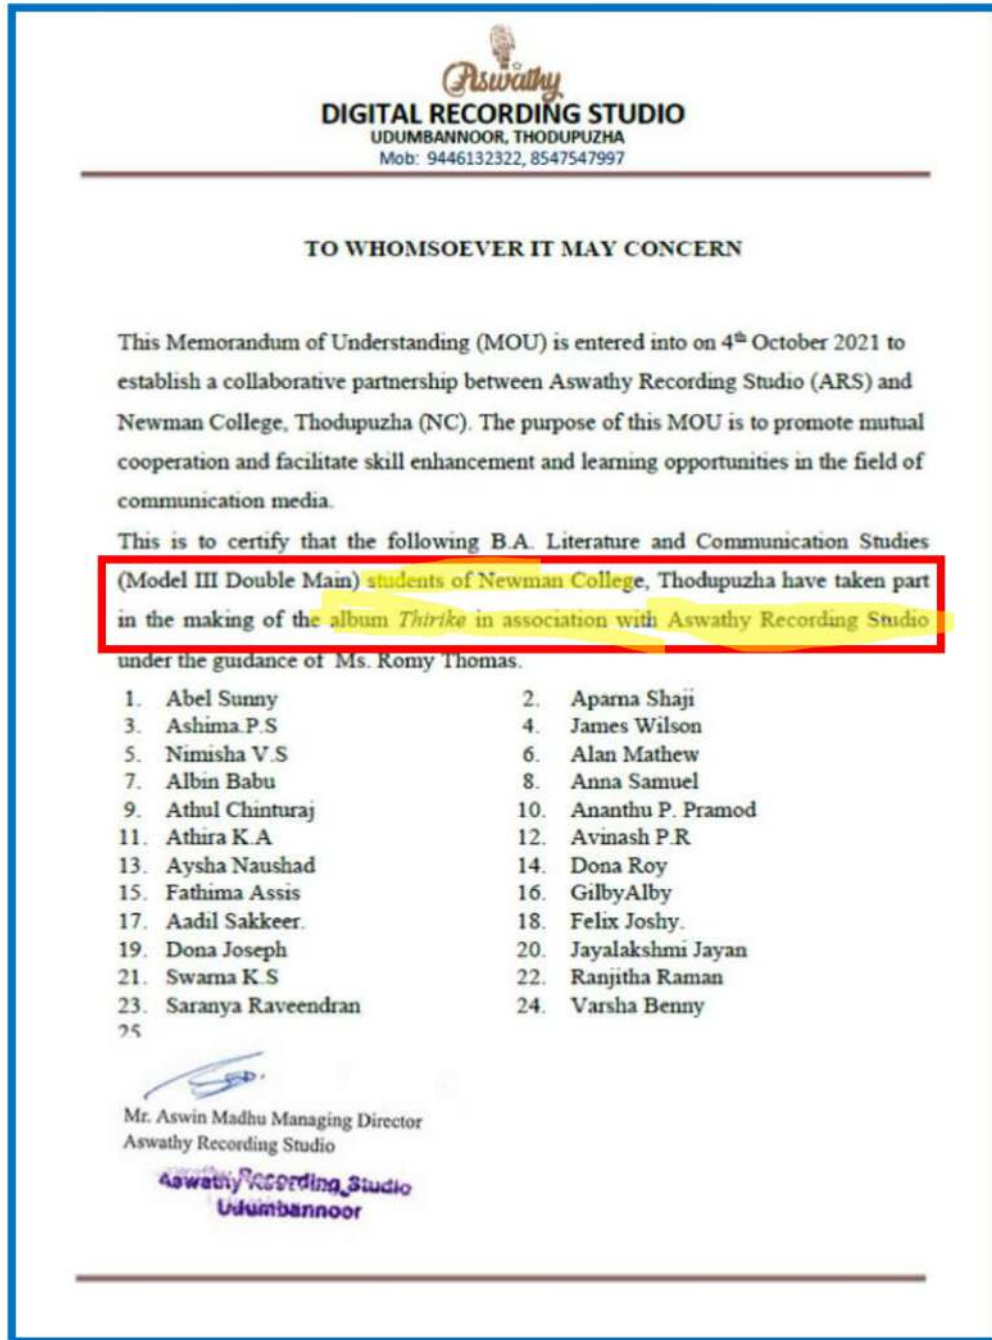 Aswathy
DIGITAL RECORDING STUDIO
UDUMBANNOOR, THODUPUZHA
Mob: 9446132322, 8547547997
TO WHOMSOEVER IT MAY CONCERN
This Memorandum of Understanding (MOU) is entered into on 4th October 2021 to
establish a collaborative partnership between Aswathy Recording Studio (ARS) and
Newman College, Thodupuzha (NC). The purpose of this MOU is to promote mutual
cooperation and facilitate skill enhancement and learning opportunities in the field of
communication media.
This is to certify that the following B.A. Literature and Communication Studies
(Model III Double Main) students of Newman College, Thodupuzha have taken part
in the making of the album Thirike in association with Aswathy Recording Studio
under the guidance of Ms. Romy Thomas.
1. Abel Sunny 2. Aparna Shaji
3. Ashima.P.S 4. James Wilson
5. Nimisha V.S 6. Alan Mathew
7. Albin Babu 8. Anna Samuel
9. Athul Chinturaj 10. Ananthu P. Pramod
11. Athira K.A 12. Avinash P.R
13. Aysha Naushad 14. Dona Roy
15. Fathima Assis 16. GilbyAlby
17. Aadil Sakkeer. 18. Felix Joshy.
19. Dona Joseph 20. Jayalakshmi Jayan
21. Swarna K.S 22. Ranjitha Raman
23. Saranya Raveendran 24. Varsha Benny
25
Mr. Aswin Madhu Managing Director
Aswathy Recording Studio
Aswathy Recording Studio
Udumbannoor